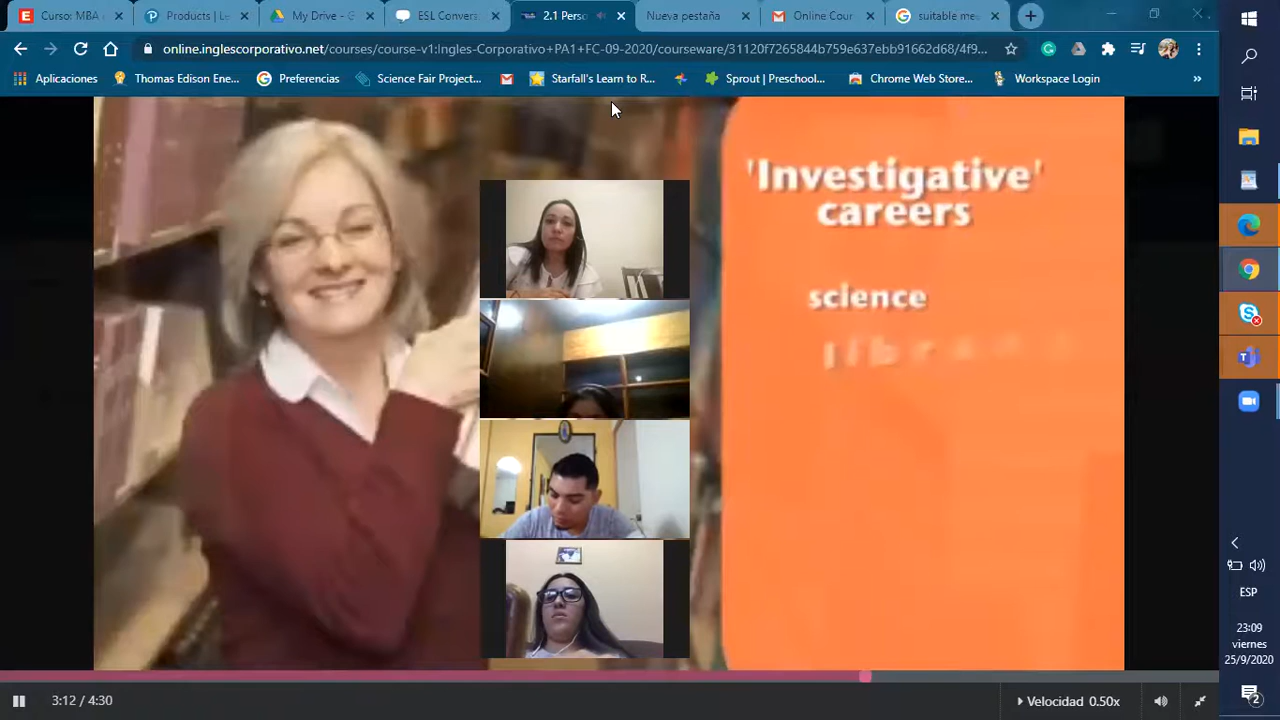 Curso: MBA
Products | Le
My Drive - G
ESL Convers
2.1 Perso
Nueva pestaña
Online Cour
suitable me
online.inglescorporativo.net/courses/course-v1:Ingles-Corporativo+PA1+FC-09-2020/courseware/31120f7265844b759e637ebb91662d68/4f9...
Aplicaciones
Thomas Edison Ene...
Preferencias
Science Fair Project...
Starfall's Learn to R...
Sprout | Preschool...
Chrome Web Store...
Workspace Login
»
'Investigative'
careers
science
ESP
23:09
viernes
25/9/2020
2
3:12 / 4:30
Velocidad 0.50x